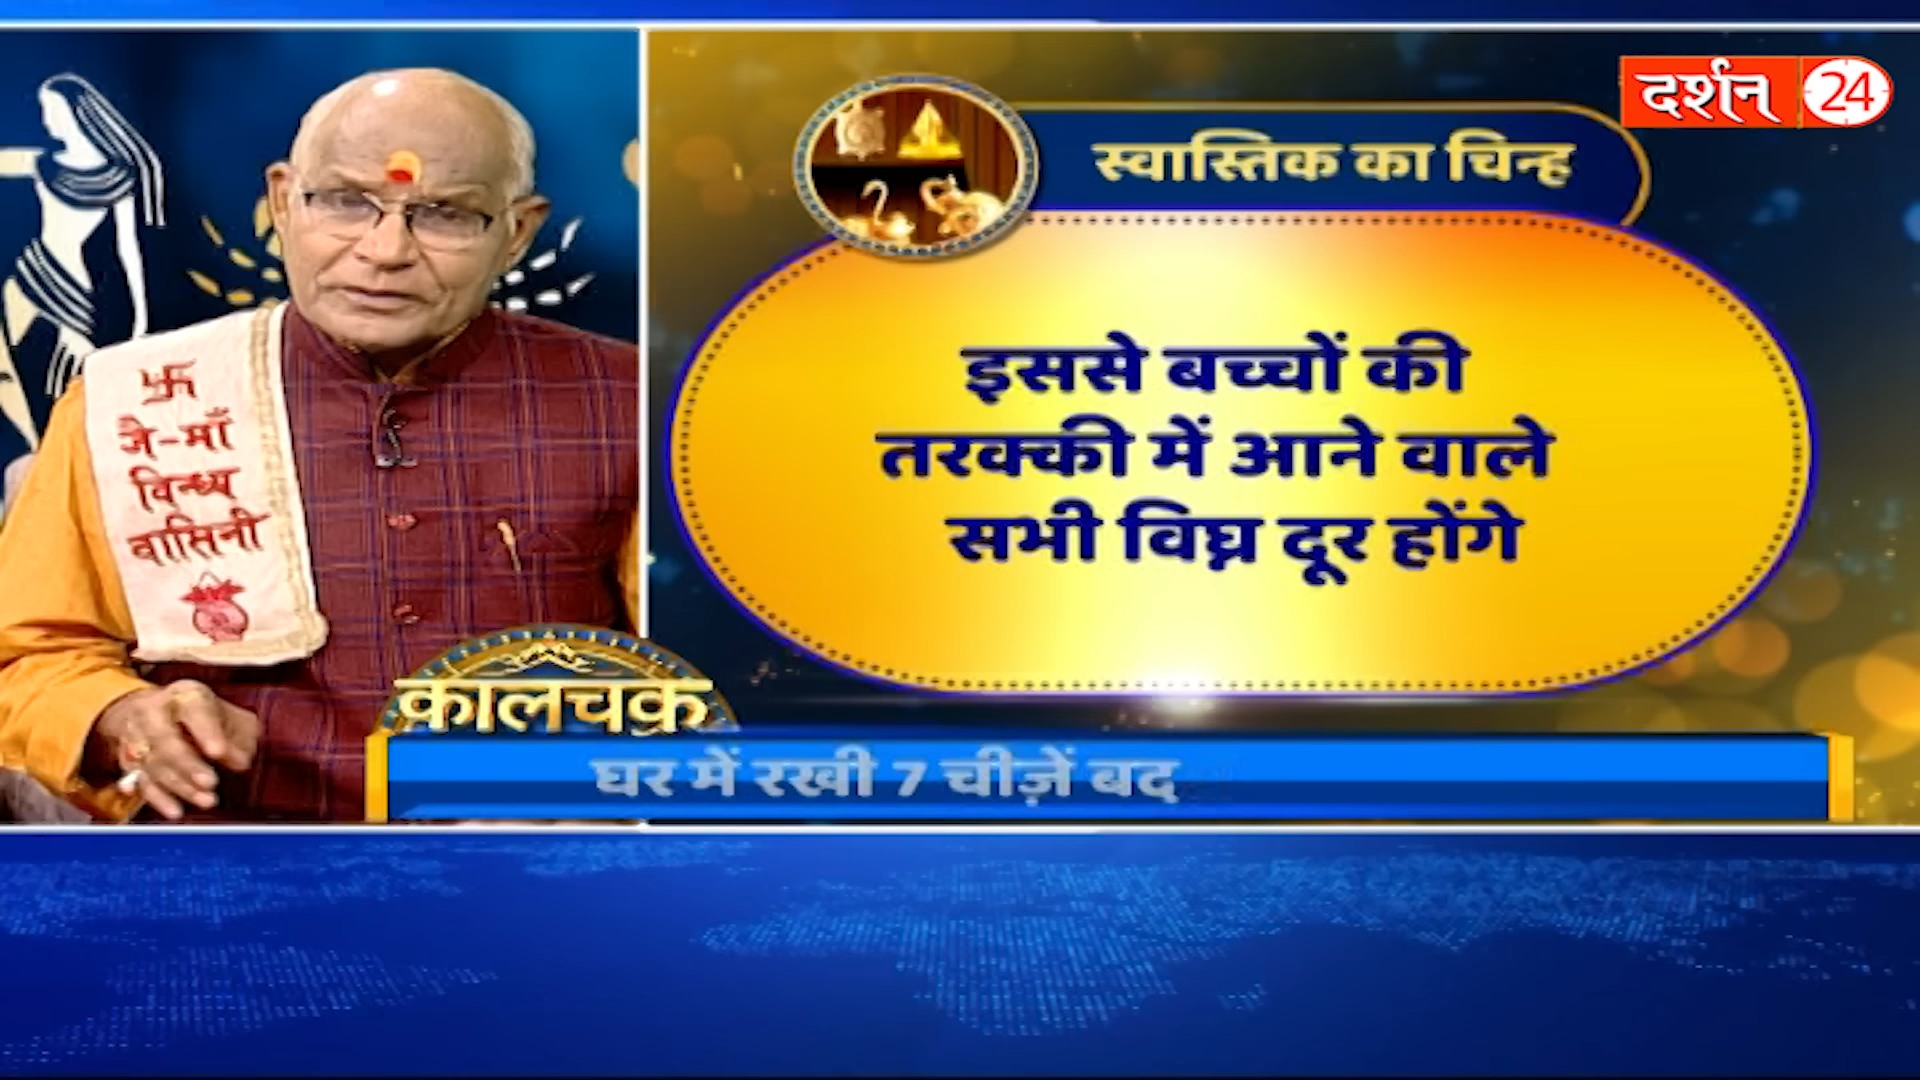 दर्शन 24
स्वास्तिक का चिन्ह
इससे बच्चों की
तरक्की में आने वाले
सभी विघ्न दूर होंगे
जै-माँ
विन्ध्य
वासिनी
कालचक्र
घर में रखी 7 चीज़ें बद